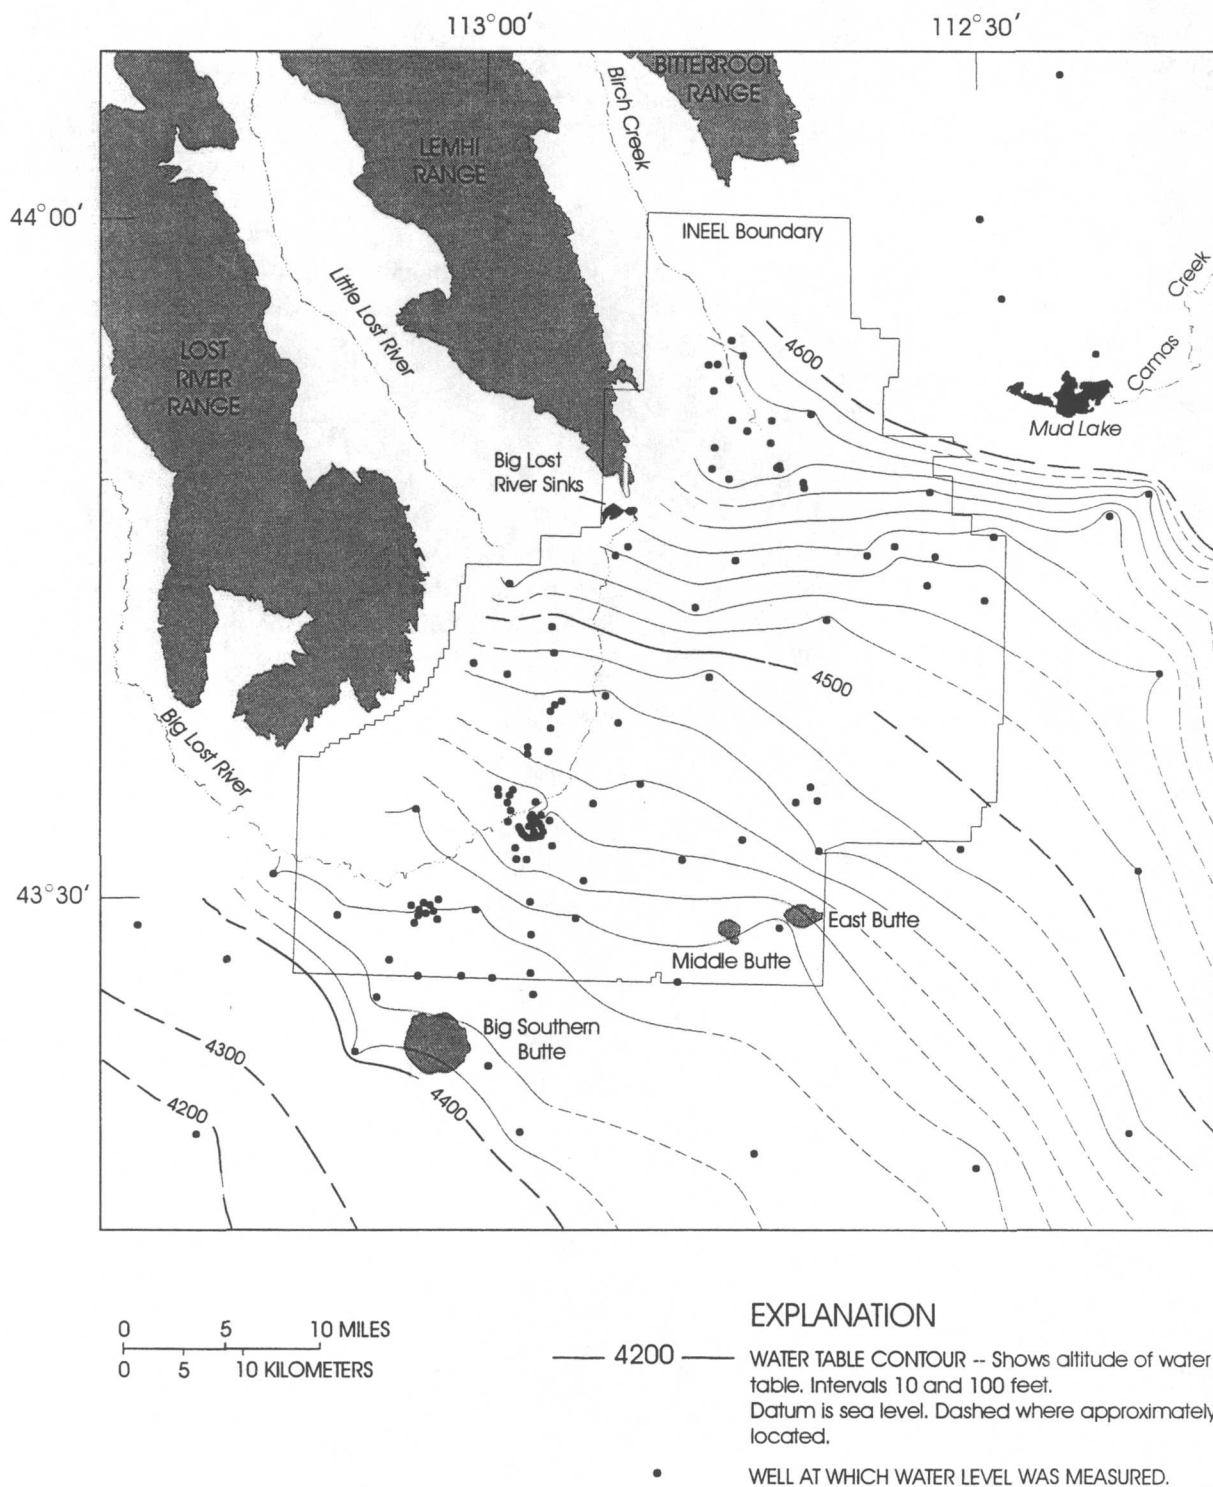 113°00′
112°30′
BITTERROOT
RANGE
Birch Creek
LEMHI
RANGE
44°00′
INEEL Boundary
Creek
Camas
Little Lost River
4600
LOST
RIVER
RANGE
Mud Lake
Big Lost
River Sinks
4500
Big Lost River
43°30′
East Butte
Middle Butte
Big Southern
Butte
4300
4400
4200
EXPLANATION
0 5 10 MILES
0 5 10 KILOMETERS
4200
WATER TABLE CONTOUR -- Shows altitude of water
table. Intervals 10 and 100 feet.
Datum is sea level. Dashed where approximately
located.
WELL AT WHICH WATER LEVEL WAS MEASURED.